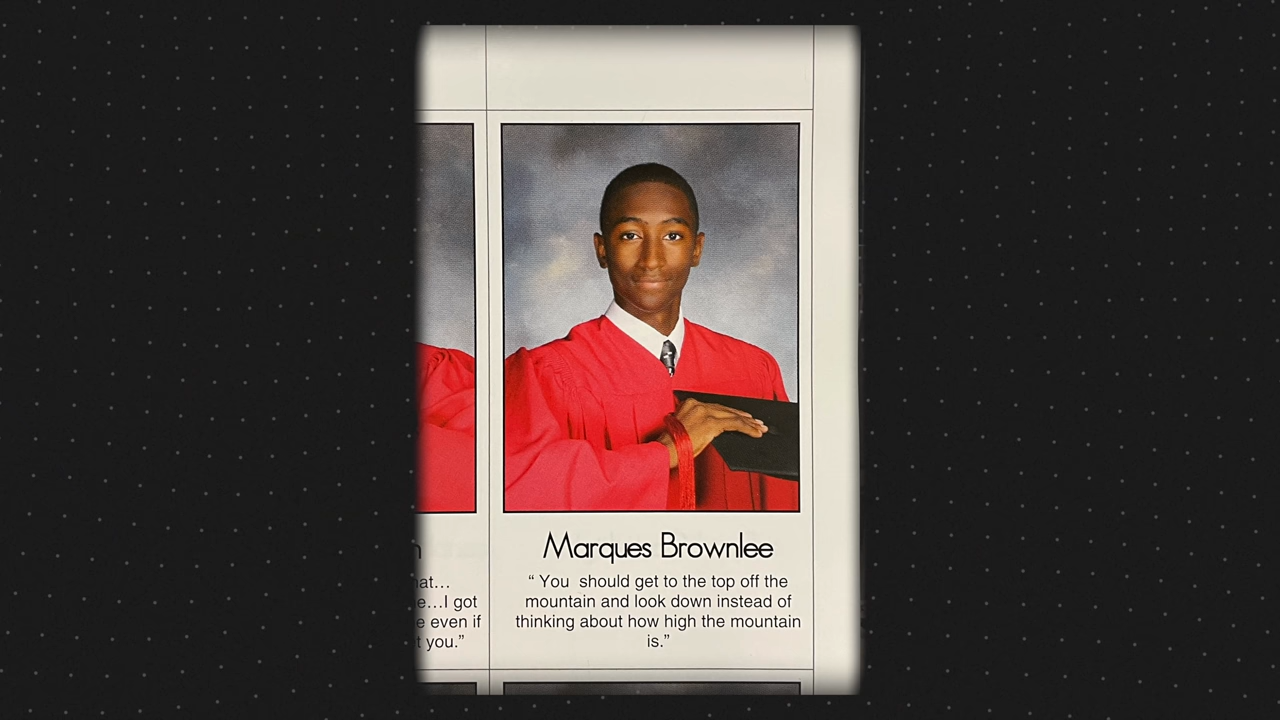 Marques Brownlee
“ You  should get to the top off the
mountain and look down instead of
thinking about how high the mountain
is.”
at…
e…I got
e even if
t you.”